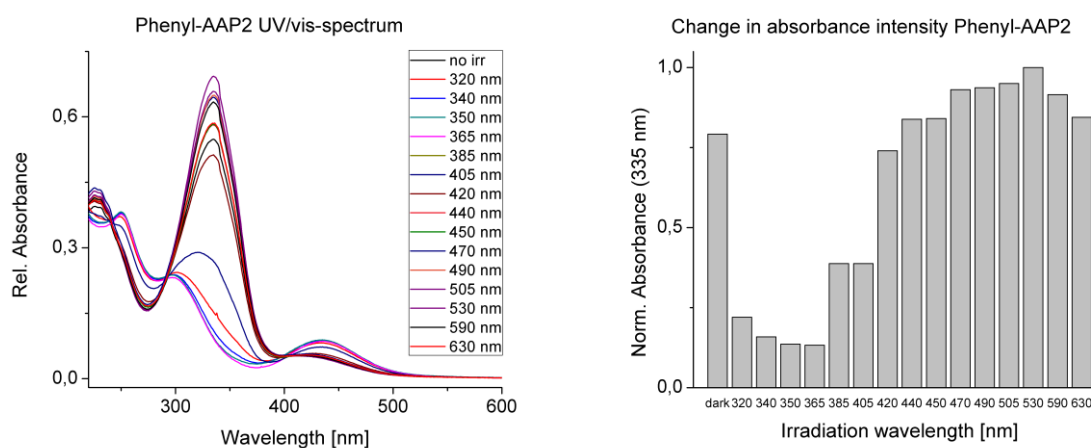 Phenyl-AAP2 UV/vis-spectrum
Rel. Absorbance
0,6
0,3
0,0
300
400
500
600
Wavelength [nm]
no irr
320 nm
340 nm
350 nm
365 nm
385 nm
405 nm
420 nm
440 nm
450 nm
470 nm
490 nm
505 nm
530 nm
590 nm
630 nm
Change in absorbance intensity Phenyl-AAP2
Norm. Absorbance (335 nm)
1,0
0,5
0,0
dark 320 340 350 365 385 405 420 440 450 470 490 505 530 590 630
Irradiation wavelength [nm]